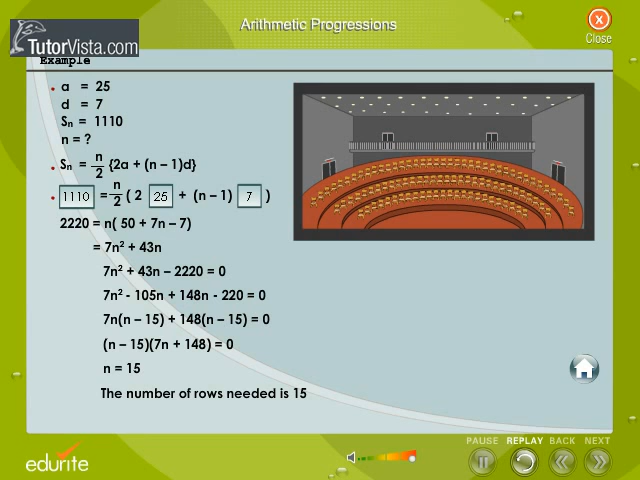 Arithmetic Progressions
Close
TutorVista.com
Example
• a = 25
d = 7
Sₙ = 1110
n = ?
• Sₙ = n/2 {2a + (n – 1)d}
• 1110 = n/2 ( 2 25 + (n – 1) 7 )
2220 = n( 50 + 7n – 7)
= 7n² + 43n
7n² + 43n – 2220 = 0
7n² - 105n + 148n - 220 = 0
7n(n – 15) + 148(n – 15) = 0
(n – 15)(7n + 148) = 0
n = 15
The number of rows needed is 15
PAUSE REPLAY BACK NEXT
edurite